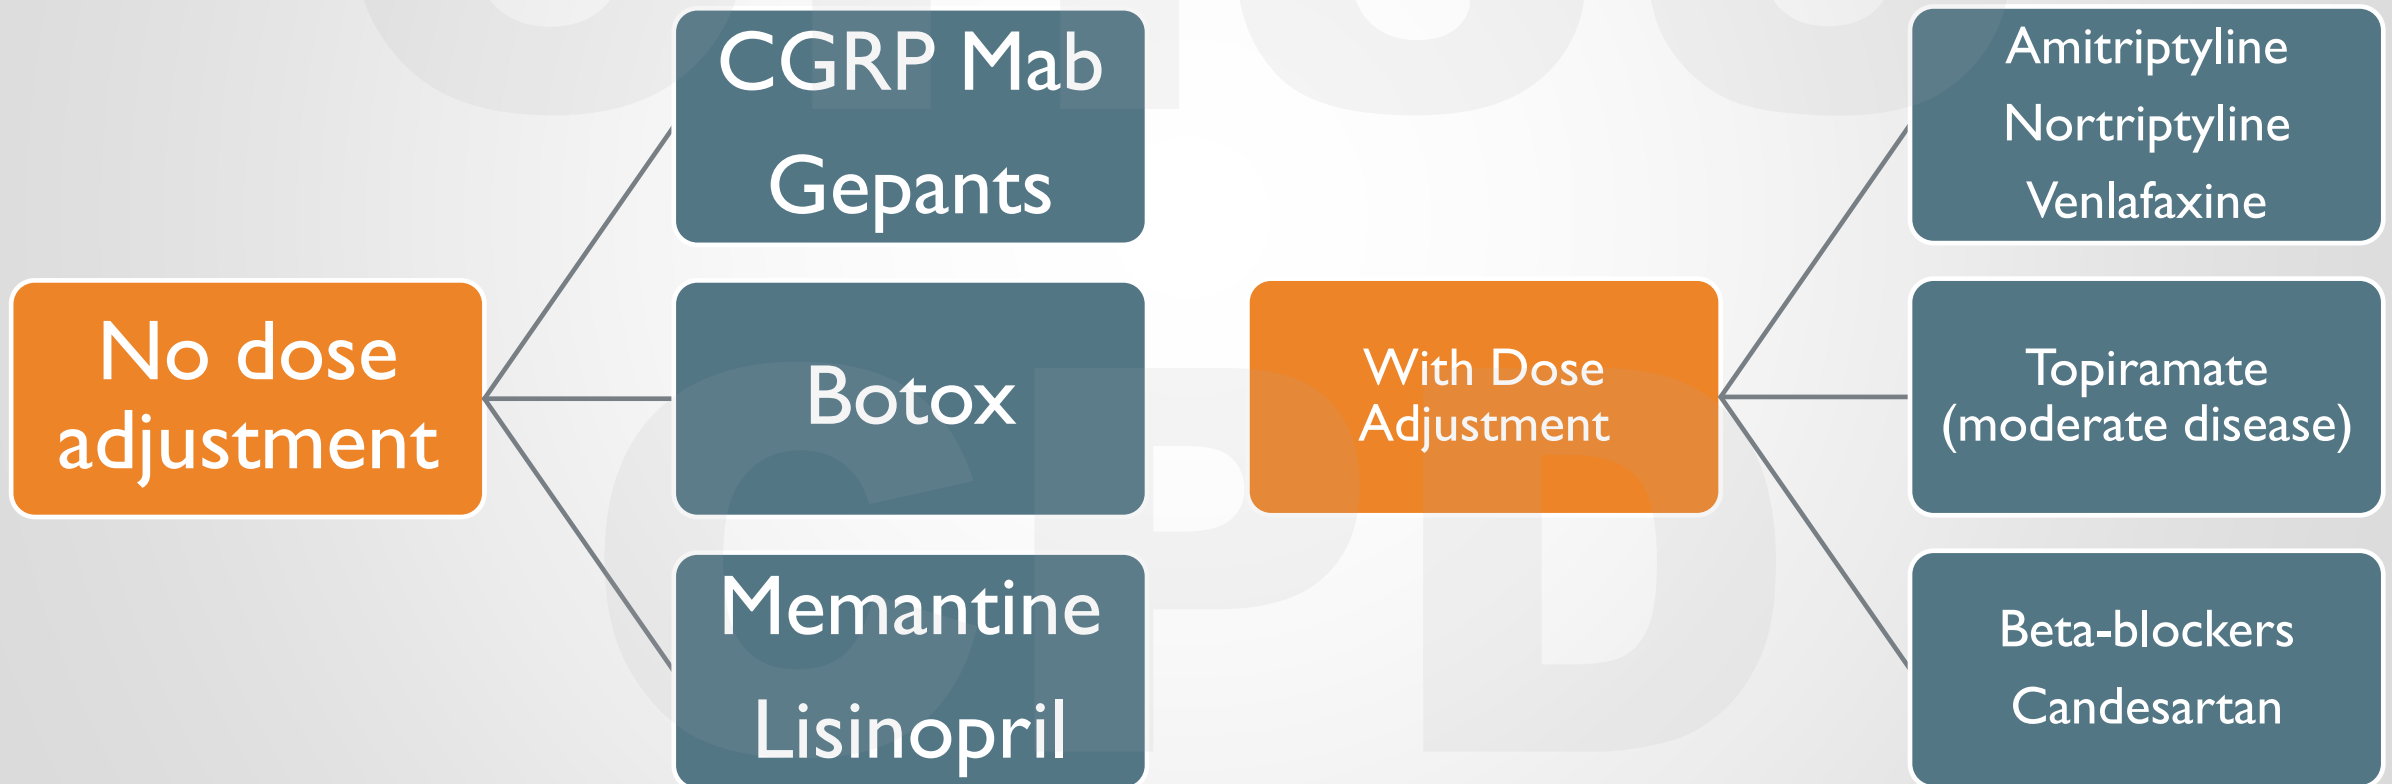 CGRP Mab
Gepants
No dose
adjustment
Botox
Memantine
Lisinopril
With Dose
Adjustment
Amitriptyline
Nortriptyline
Venlafaxine
Topiramate
(moderate disease)
Beta-blockers
Candesartan
CPD